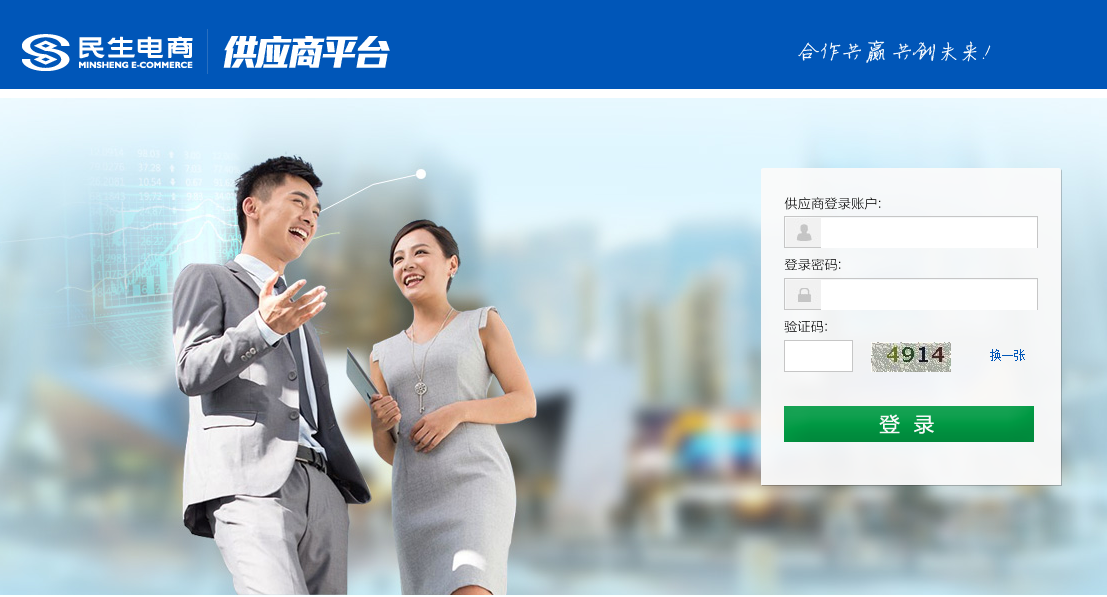 民生电商
MINSHENG E-COMMERCE
供应商平台
合作共赢 共创未来!
供应商登录账户:
登录密码:
验证码:
4914
换一张
登 录